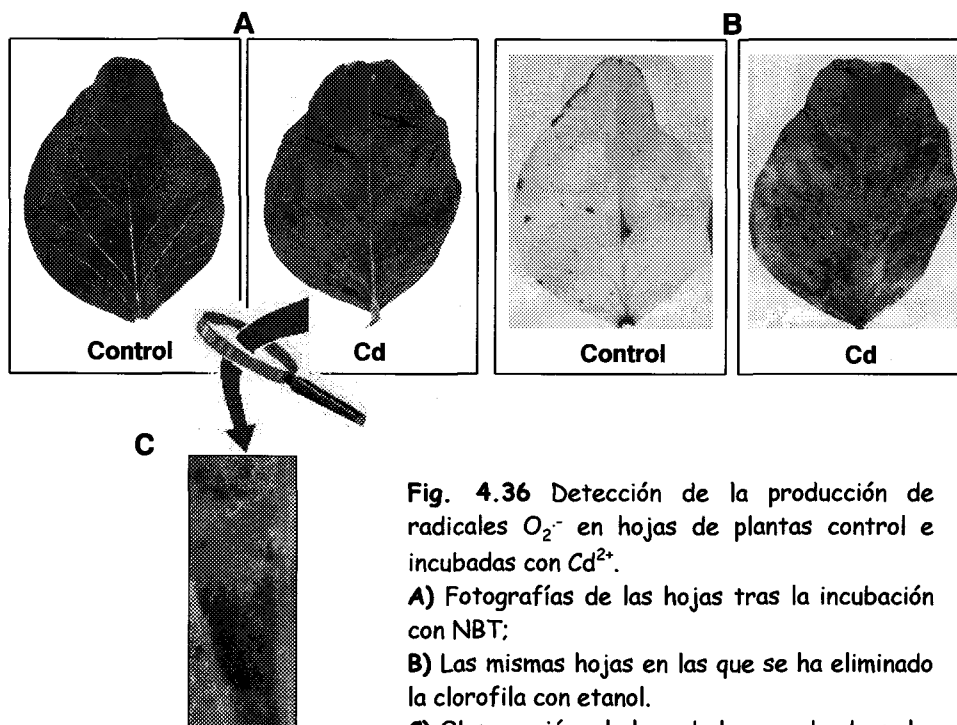 A
B
Control
Cd
Control
Cd
C
Fig. 4.36 Detección de la producción de
radicales O₂·⁻ en hojas de plantas control e
incubadas con Cd²⁺.
A) Fotografías de las hojas tras la incubación
con NBT;
B) Las mismas hojas en las que se ha eliminado
la clorofila con etanol.